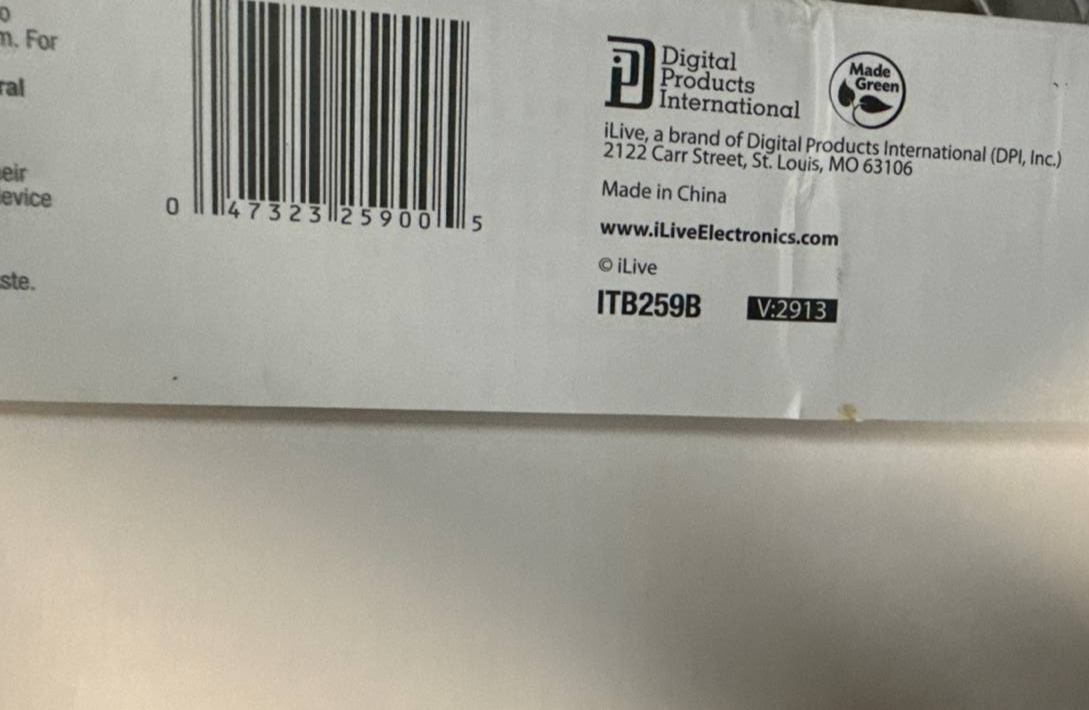 m. For
ral
eir
evice
ste.
0 47323 25900 5
Digital
Products
International
Made
Green
iLive, a brand of Digital Products International (DPI, Inc.)
2122 Carr Street, St. Louis, MO 63106
Made in China
www.iLiveElectronics.com
© iLive
ITB259B V:2913